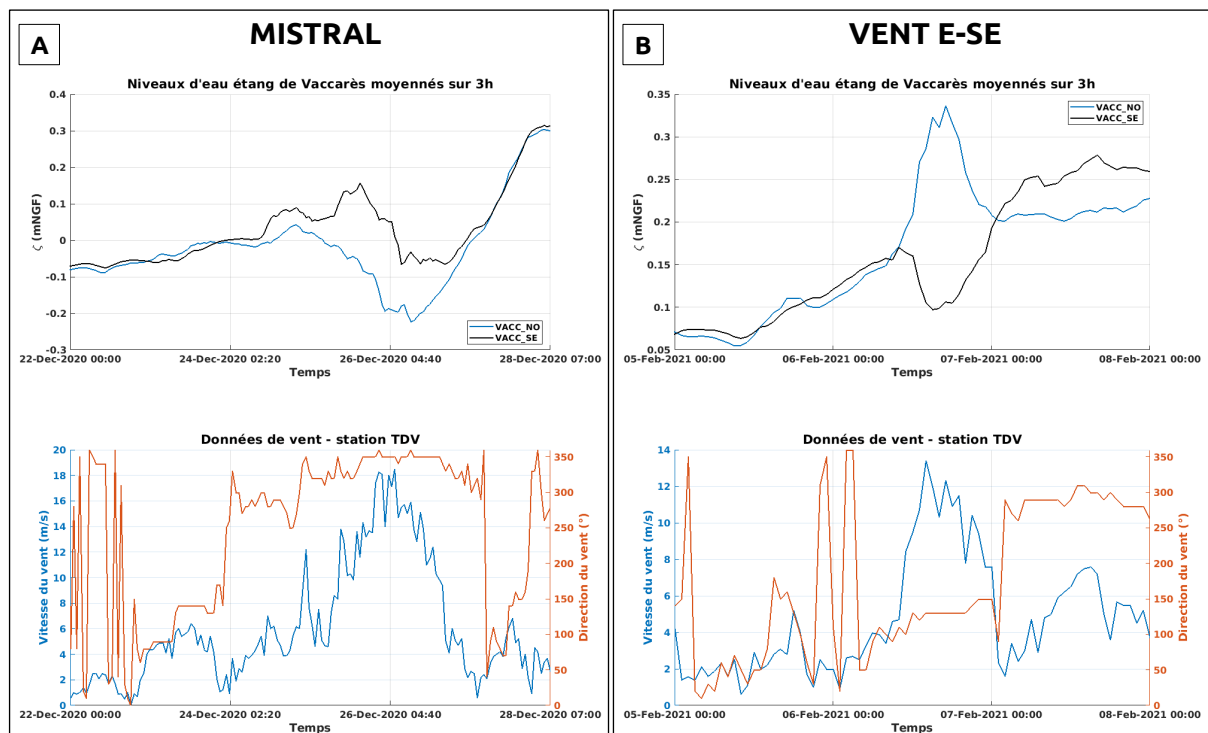 A
MISTRAL
Niveaux d'eau étang de Vaccarès moyennés sur 3h
0.4
0.3
0.2
0.1
0
-0.1
-0.2
-0.3
ζ (mNGF)
VACC_NO
VACC_SE
22-Dec-2020 00:00
24-Dec-2020 02:20
26-Dec-2020 04:40
28-Dec-2020 07:00
Temps
Données de vent - station TDV
20
18
16
14
12
10
8
6
4
2
0
Vitesse du vent (m/s)
350
300
250
200
150
100
50
0
Direction du vent (°)
22-Dec-2020 00:00
24-Dec-2020 02:20
26-Dec-2020 04:40
28-Dec-2020 07:00
Temps
B
VENT E-SE
Niveaux d'eau étang de Vaccarès moyennés sur 3h
0.35
0.3
0.25
0.2
0.15
0.1
0.05
ζ (mNGF)
VACC_NO
VACC_SE
05-Feb-2021 00:00
06-Feb-2021 00:00
07-Feb-2021 00:00
08-Feb-2021 00:00
Temps
Données de vent - station TDV
14
12
10
8
6
4
2
0
Vitesse du vent (m/s)
350
300
250
200
150
100
50
0
Direction du vent (°)
05-Feb-2021 00:00
06-Feb-2021 00:00
07-Feb-2021 00:00
08-Feb-2021 00:00
Temps